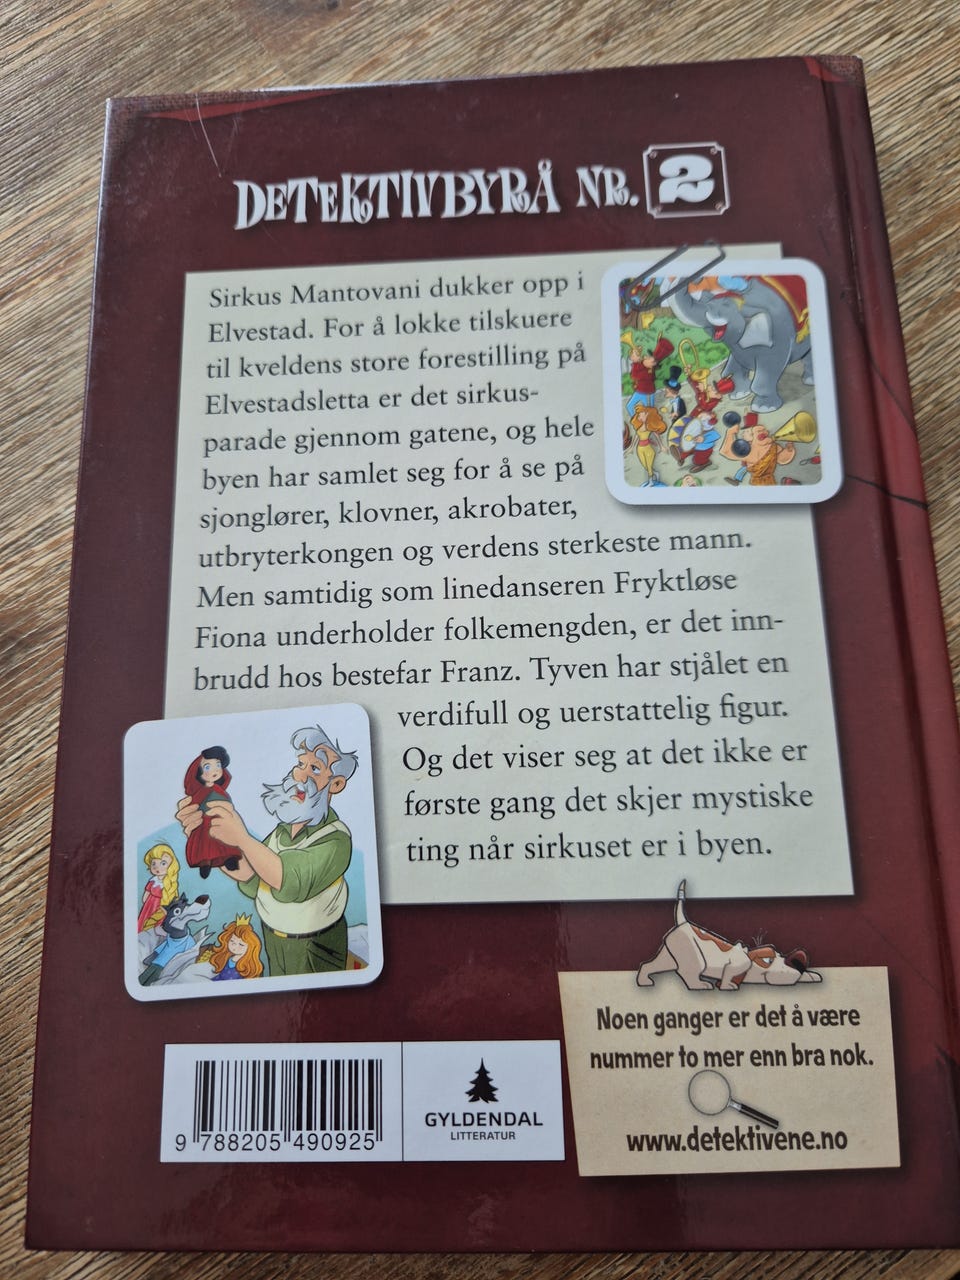 DETEKTIVBYRÅ NR. 2
Sirkus Mantovani dukker opp i
Elvestad. For å lokke tilskuere
til kveldens store forestilling på
Elvestadsletta er det sirkus-
parade gjennom gatene, og hele
byen har samlet seg for å se på
sjonglører, klovner, akrobater,
utbryterkongen og verdens sterkeste mann.
Men samtidig som linedanseren Fryktløse
Fiona underholder folkemengden, er det inn-
brudd hos bestefar Franz. Tyven har stjålet en
verdifull og uerstattelig figur.
Og det viser seg at det ikke er
første gang det skjer mystiske
ting når sirkuset er i byen.
Noen ganger er det å være
nummer to mer enn bra nok.
www.detektivene.no
9 788205 490925
GYLDENDAL
LITTERATUR